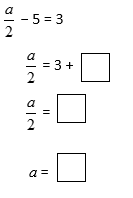 a/2 − 5 = 3
a/2 = 3 +
a/2 =
a =